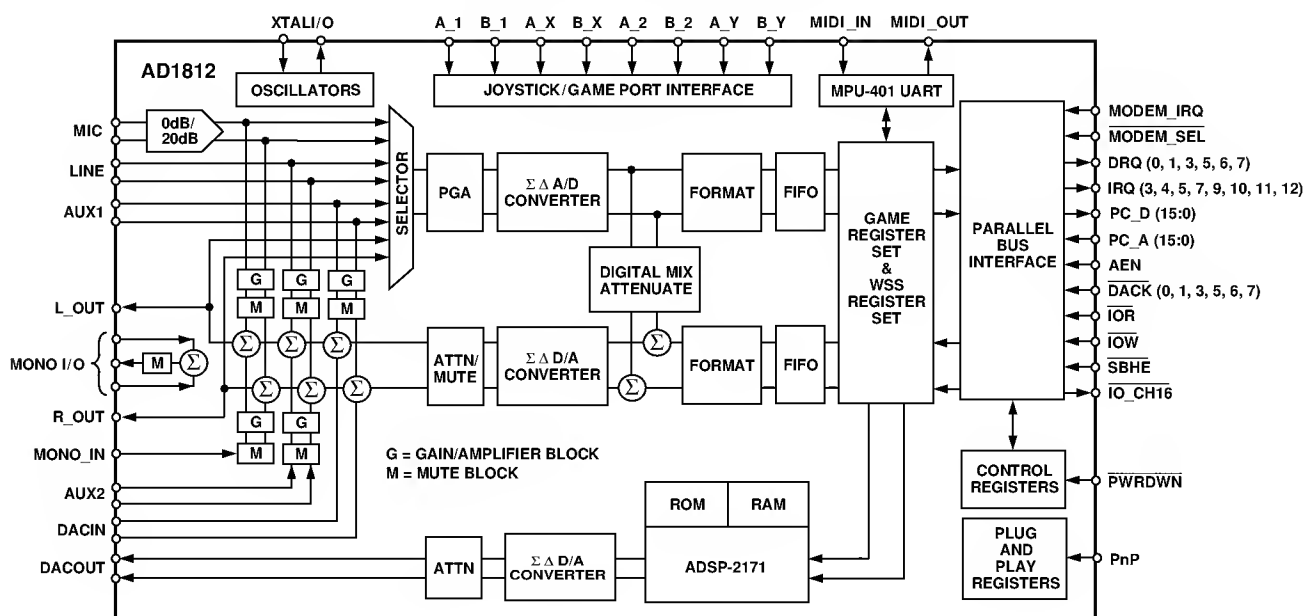 XTALI/O A_1 B_1 A_X B_X A_2 B_2 A_Y B_Y MIDI_IN MIDI_OUT
AD1812
OSCILLATORS
JOYSTICK/GAME PORT INTERFACE
MPU-401 UART
MIC
0dB/
20dB
LINE
AUX1
SELECTOR
PGA
Σ Δ A/D
CONVERTER
FORMAT
FIFO
GAME
REGISTER
SET
&
WSS
REGISTER
SET
PARALLEL
BUS
INTERFACE
MODEM_IRQ
MODEM_SEL
DRQ (0, 1, 3, 5, 6, 7)
IRQ (3, 4, 5, 7, 9, 10, 11, 12)
PC_D (15:0)
PC_A (15:0)
AEN
DACK (0, 1, 3, 5, 6, 7)
IOR
IOW
SBHE
IO_CH16
DIGITAL MIX
ATTENUATE
G G G
M M M
L_OUT
Σ Σ Σ
MONO I/O
M Σ
Σ Σ Σ
R_OUT
ATTN/
MUTE
Σ Δ D/A
CONVERTER
Σ
Σ
FORMAT
FIFO
G G
M M
MONO_IN
AUX2
DACIN
DACOUT
G = GAIN/AMPLIFIER BLOCK
M = MUTE BLOCK
ATTN
Σ Δ D/A
CONVERTER
ROM RAM
ADSP-2171
CONTROL
REGISTERS
PWRDWN
PLUG
AND
PLAY
REGISTERS
PnP